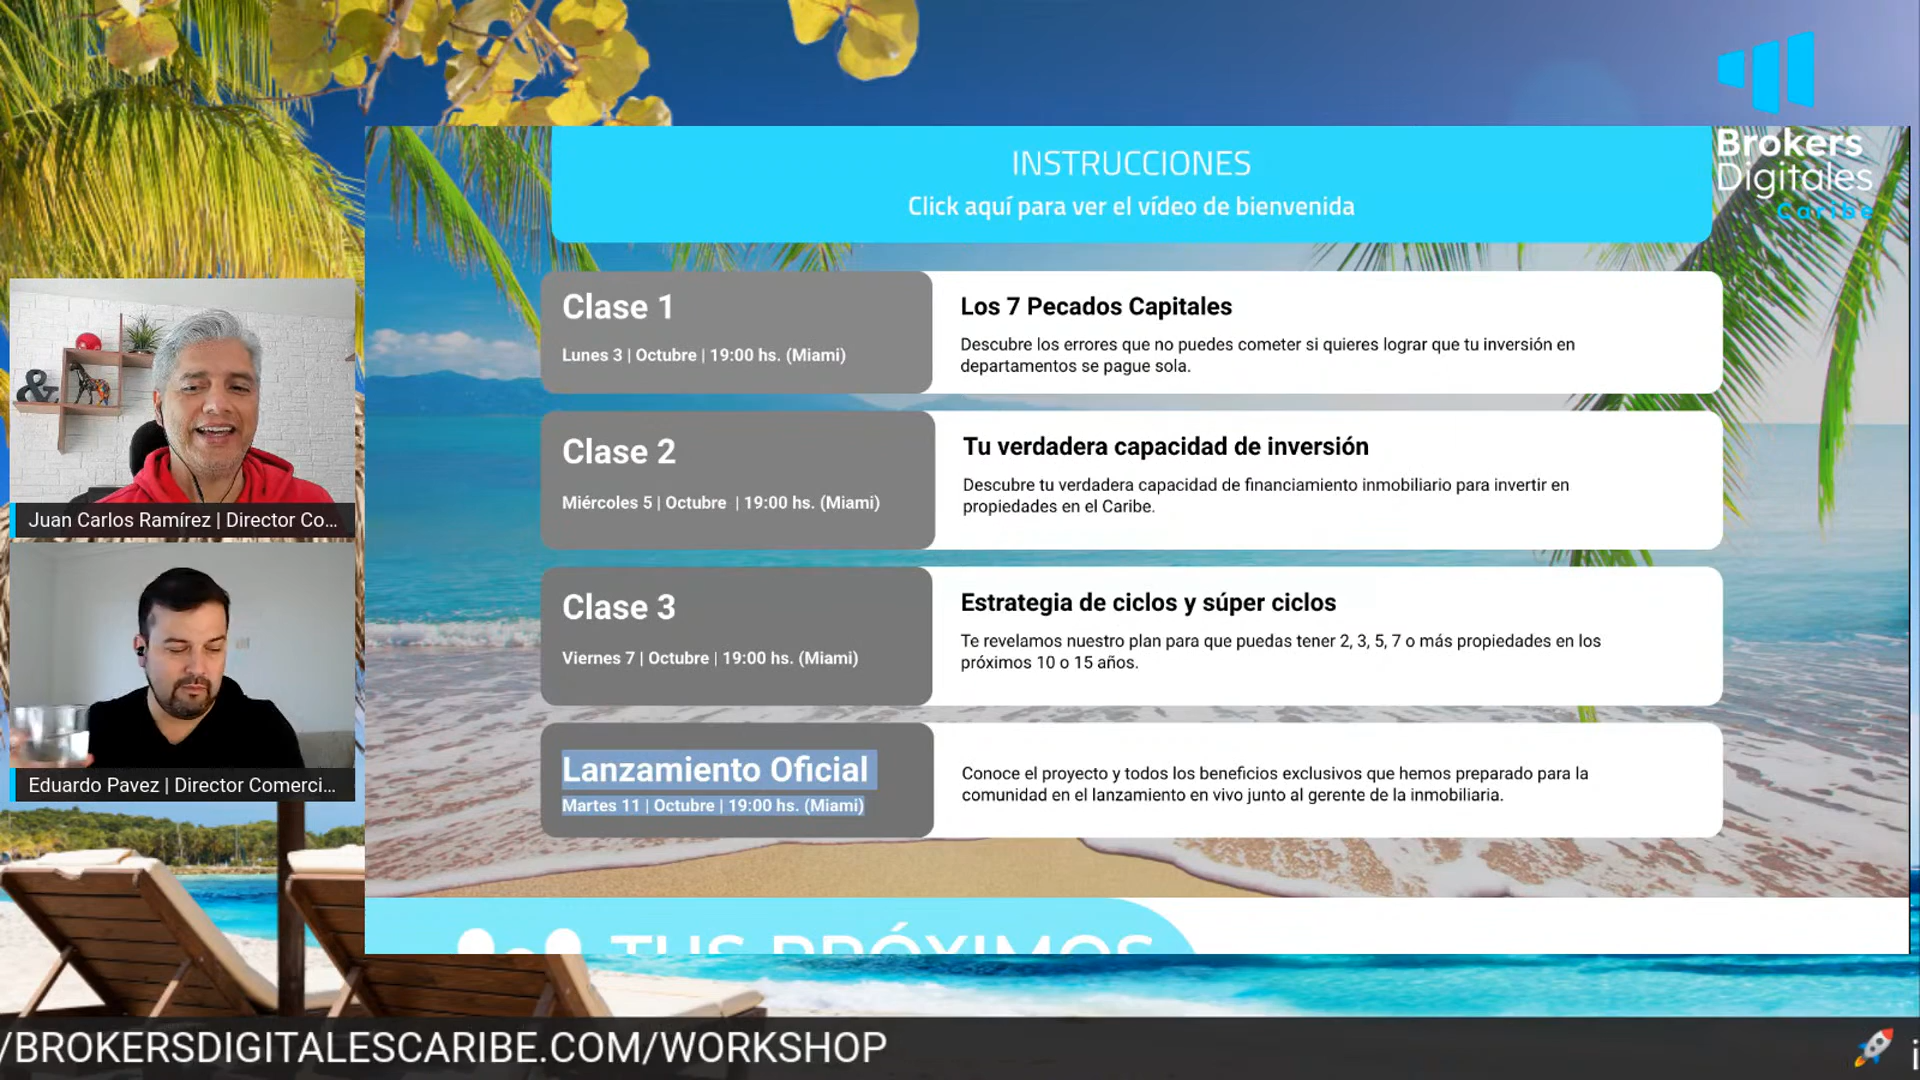 Brokers
Digitales
Caribe
INSTRUCCIONES
Click aquí para ver el vídeo de bienvenida
Clase 1
Lunes 3 | Octubre | 19:00 hs. (Miami)
Los 7 Pecados Capitales
Descubre los errores que no puedes cometer si quieres lograr que tu inversión en
departamentos se pague sola.
Clase 2
Miércoles 5 | Octubre | 19:00 hs. (Miami)
Tu verdadera capacidad de inversión
Descubre tu verdadera capacidad de financiamiento inmobiliario para invertir en
propiedades en el Caribe.
Clase 3
Viernes 7 | Octubre | 19:00 hs. (Miami)
Estrategia de ciclos y súper ciclos
Te revelamos nuestro plan para que puedas tener 2, 3, 5, 7 o más propiedades en los
próximos 10 o 15 años.
Lanzamiento Oficial
Martes 11 | Octubre | 19:00 hs. (Miami)
Conoce el proyecto y todos los beneficios exclusivos que hemos preparado para la
comunidad en el lanzamiento en vivo junto al gerente de la inmobiliaria.
TUS PRÓXIMOS
Juan Carlos Ramírez | Director Co...
Eduardo Pavez | Director Comerci...
/BROKERSDIGITALESCARIBE.COM/WORKSHOP